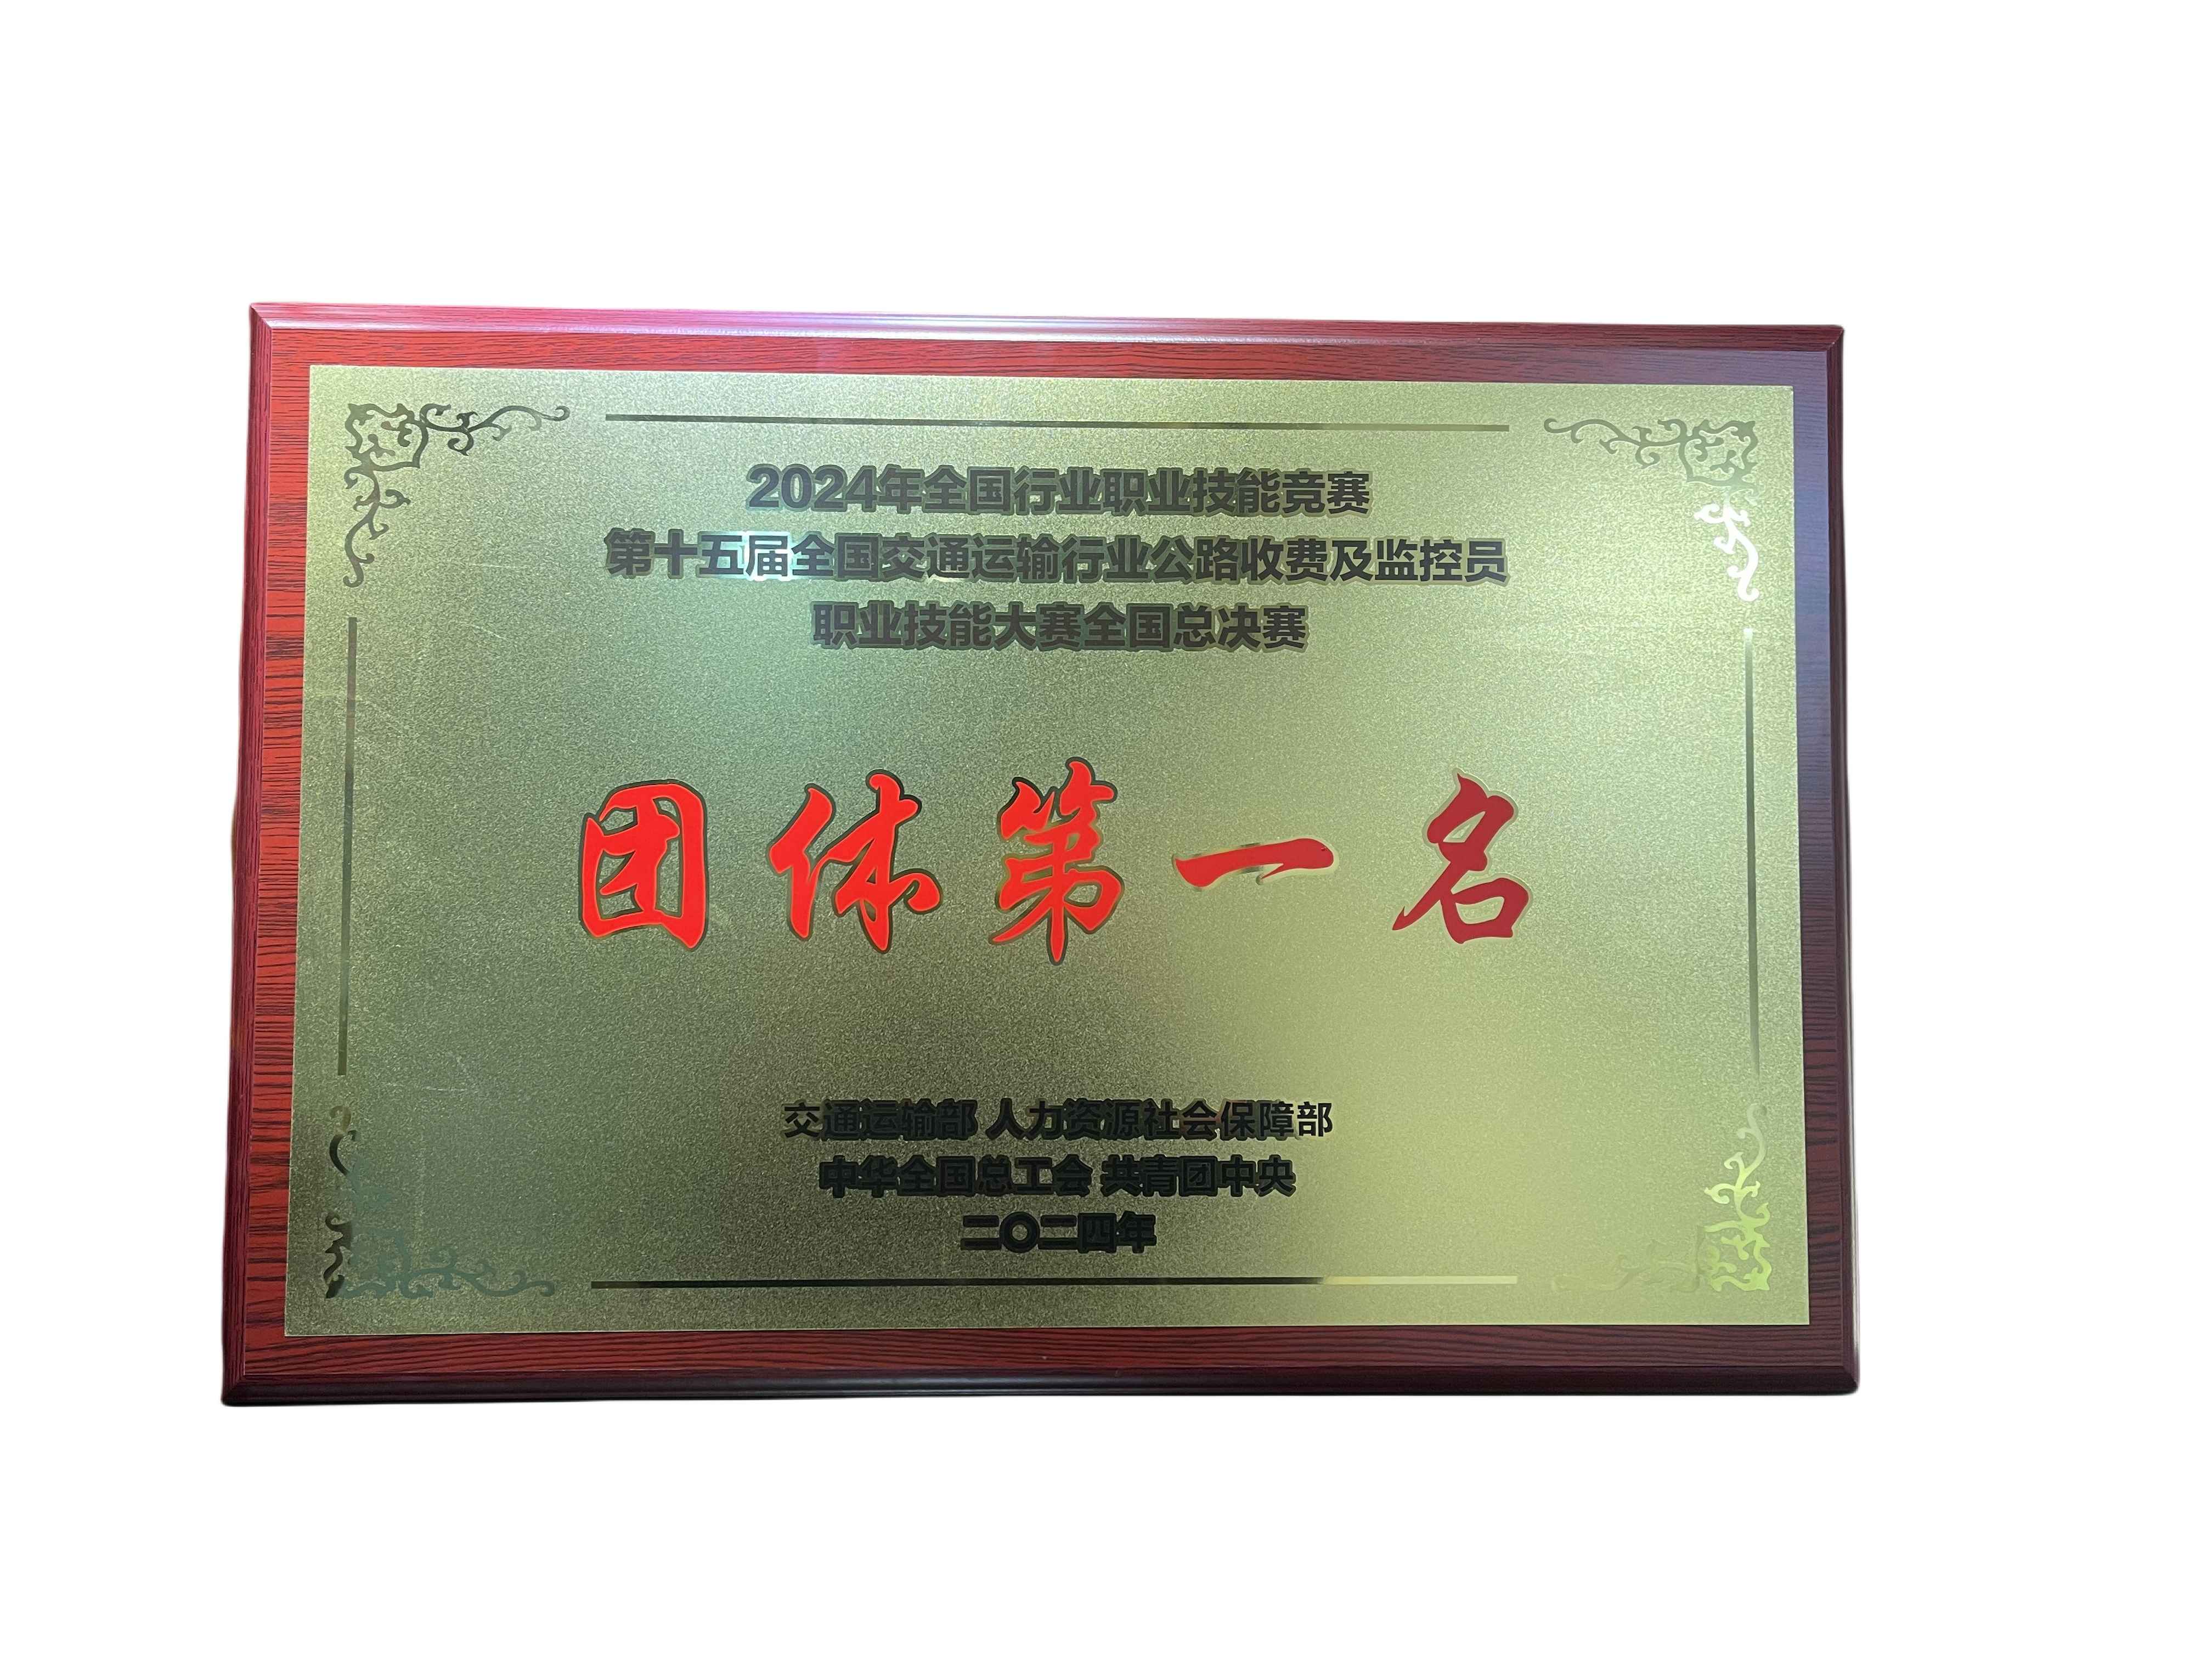 2024年全国行业职业技能竞赛
第十五届全国交通运输行业公路收费及监控员
职业技能大赛全国总决赛
团体第一名
交通运输部 人力资源社会保障部
中华全国总工会 共青团中央
二〇二四年